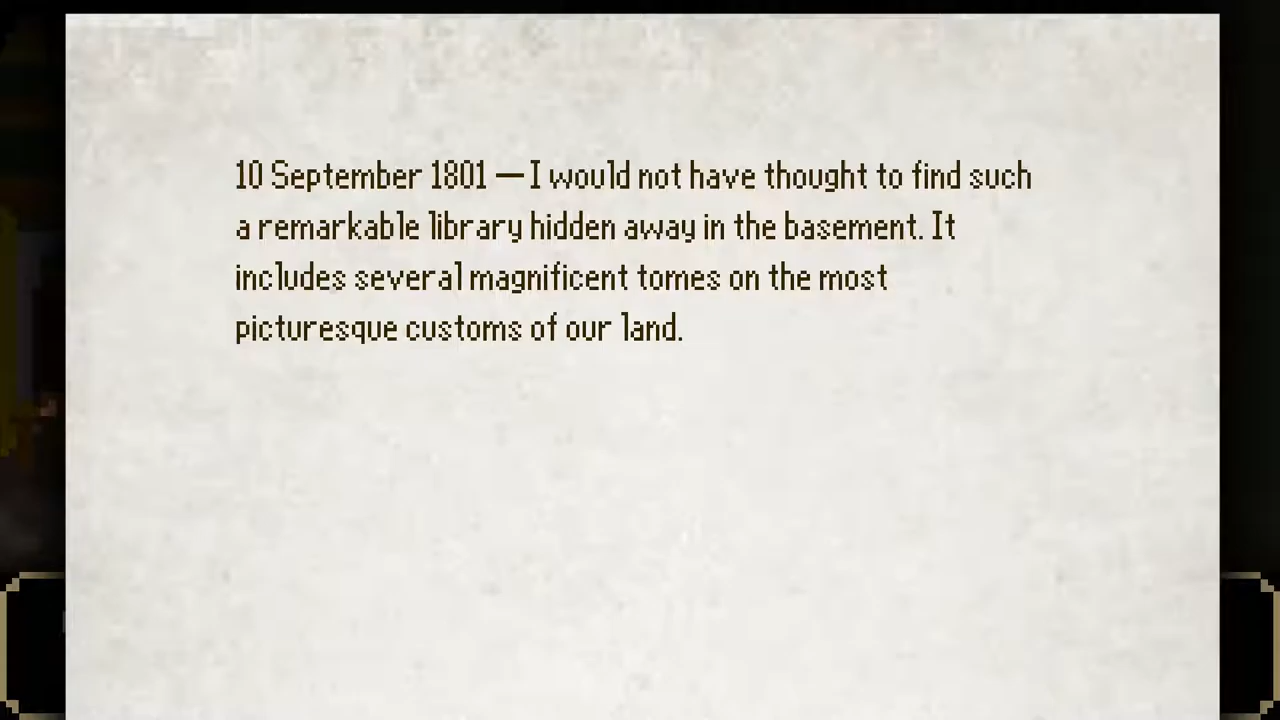 10 September 1801 — I would not have thought to find such
a remarkable library hidden away in the basement. It
includes several magnificent tomes on the most
picturesque customs of our land.